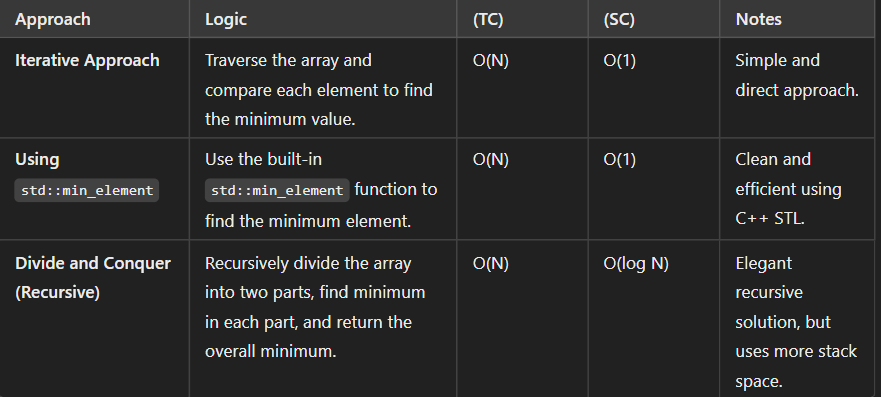 Approach
Logic
(TC)
(SC)
Notes
Iterative Approach
Traverse the array and
compare each element to find
the minimum value.
O(N)
O(1)
Simple and
direct approach.
Using
std::min_element
Use the built-in
std::min_element function to
find the minimum element.
O(N)
O(1)
Clean and
efficient using
C++ STL.
Divide and Conquer
(Recursive)
Recursively divide the array
into two parts, find minimum
in each part, and return the
overall minimum.
O(N)
O(log N)
Elegant
recursive
solution, but
uses more stack
space.